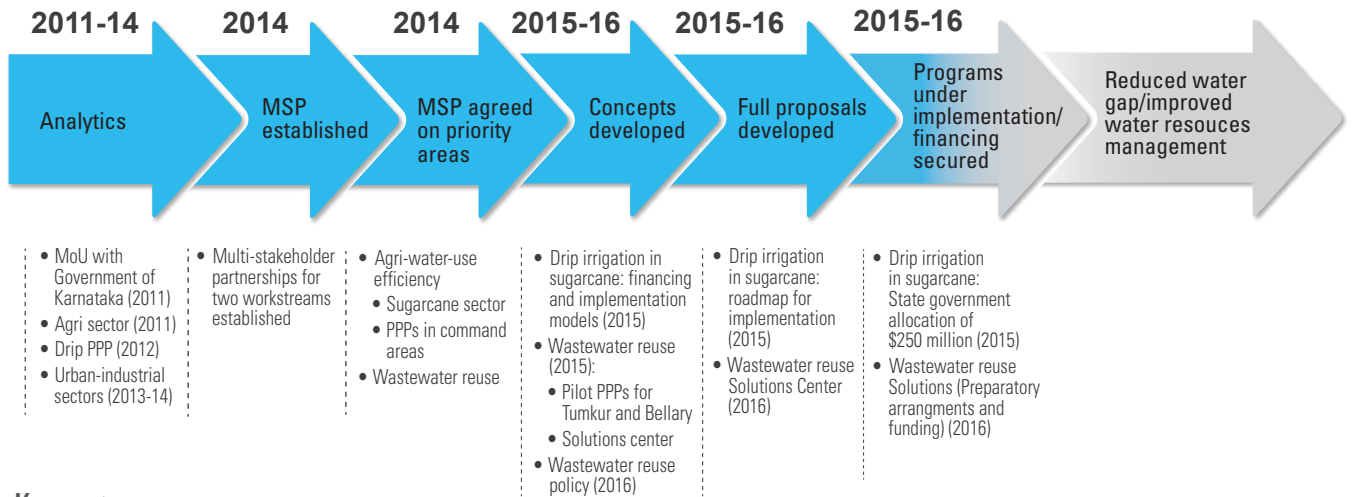 2011-14
2014
2014
2015-16
2015-16
2015-16
Analytics
MSP
established
MSP agreed
on priority
areas
Concepts
developed
Full proposals
developed
Programs
under
implementation/
financing
secured
Reduced water
gap/improved
water resouces
management
• MoU with
Government of
Karnataka (2011)
• Agri sector (2011)
• Drip PPP (2012)
• Urban-industrial
sectors (2013-14)
• Multi-stakeholder
partnerships for
two workstreams
established
• Agri-water-use
efficiency
• Sugarcane sector
• PPPs in command
areas
• Wastewater reuse
• Drip irrigation in
sugarcane: financing
and implementation
models (2015)
• Wastewater reuse
(2015):
• Pilot PPPs for
Tumkur and Bellary
• Solutions center
• Wastewater reuse
policy (2016)
• Drip irrigation
in sugarcane:
roadmap for
implementation
(2015)
• Wastewater reuse
Solutions Center
(2016)
• Drip irrigation
in sugarcane:
State government
allocation of
$250 million (2015)
• Wastewater reuse
Solutions (Preparatory
arrangments and
funding) (2016)